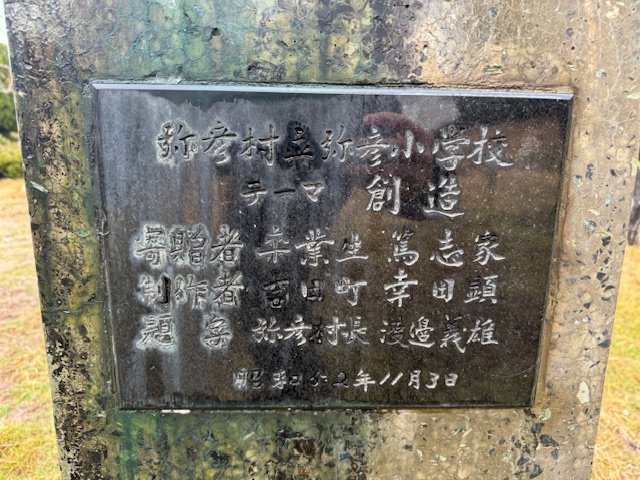 弥彦村立弥彦小学校
テーマ 創造
寄贈者 卒業生 篤志家
制作者 吉田町 幸田顕
題字 弥彦村長 渡邉義雄
昭和62年11月3日